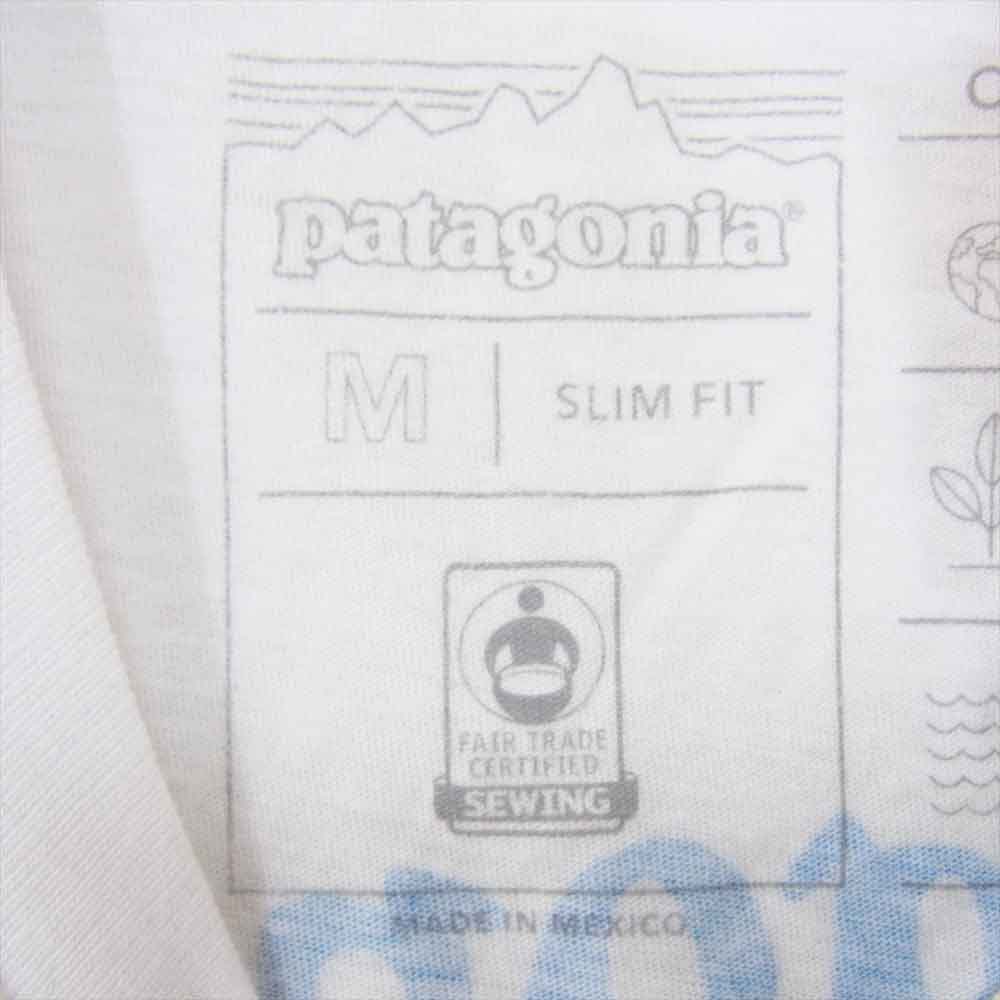 patagonia®
M
SLIM FIT
FAIR TRADE
CERTIFIED
SEWING
MADE IN MEXICO